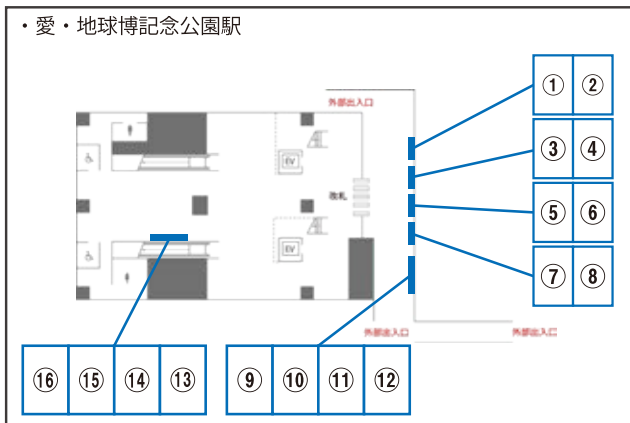 ・愛・地球博記念公園駅
外部出入口
① ②
③ ④
⑤ ⑥
⑦ ⑧
EV
改札
EV
外部出入口
外部出入口
⑯ ⑮ ⑭ ⑬
⑨ ⑩ ⑪ ⑫